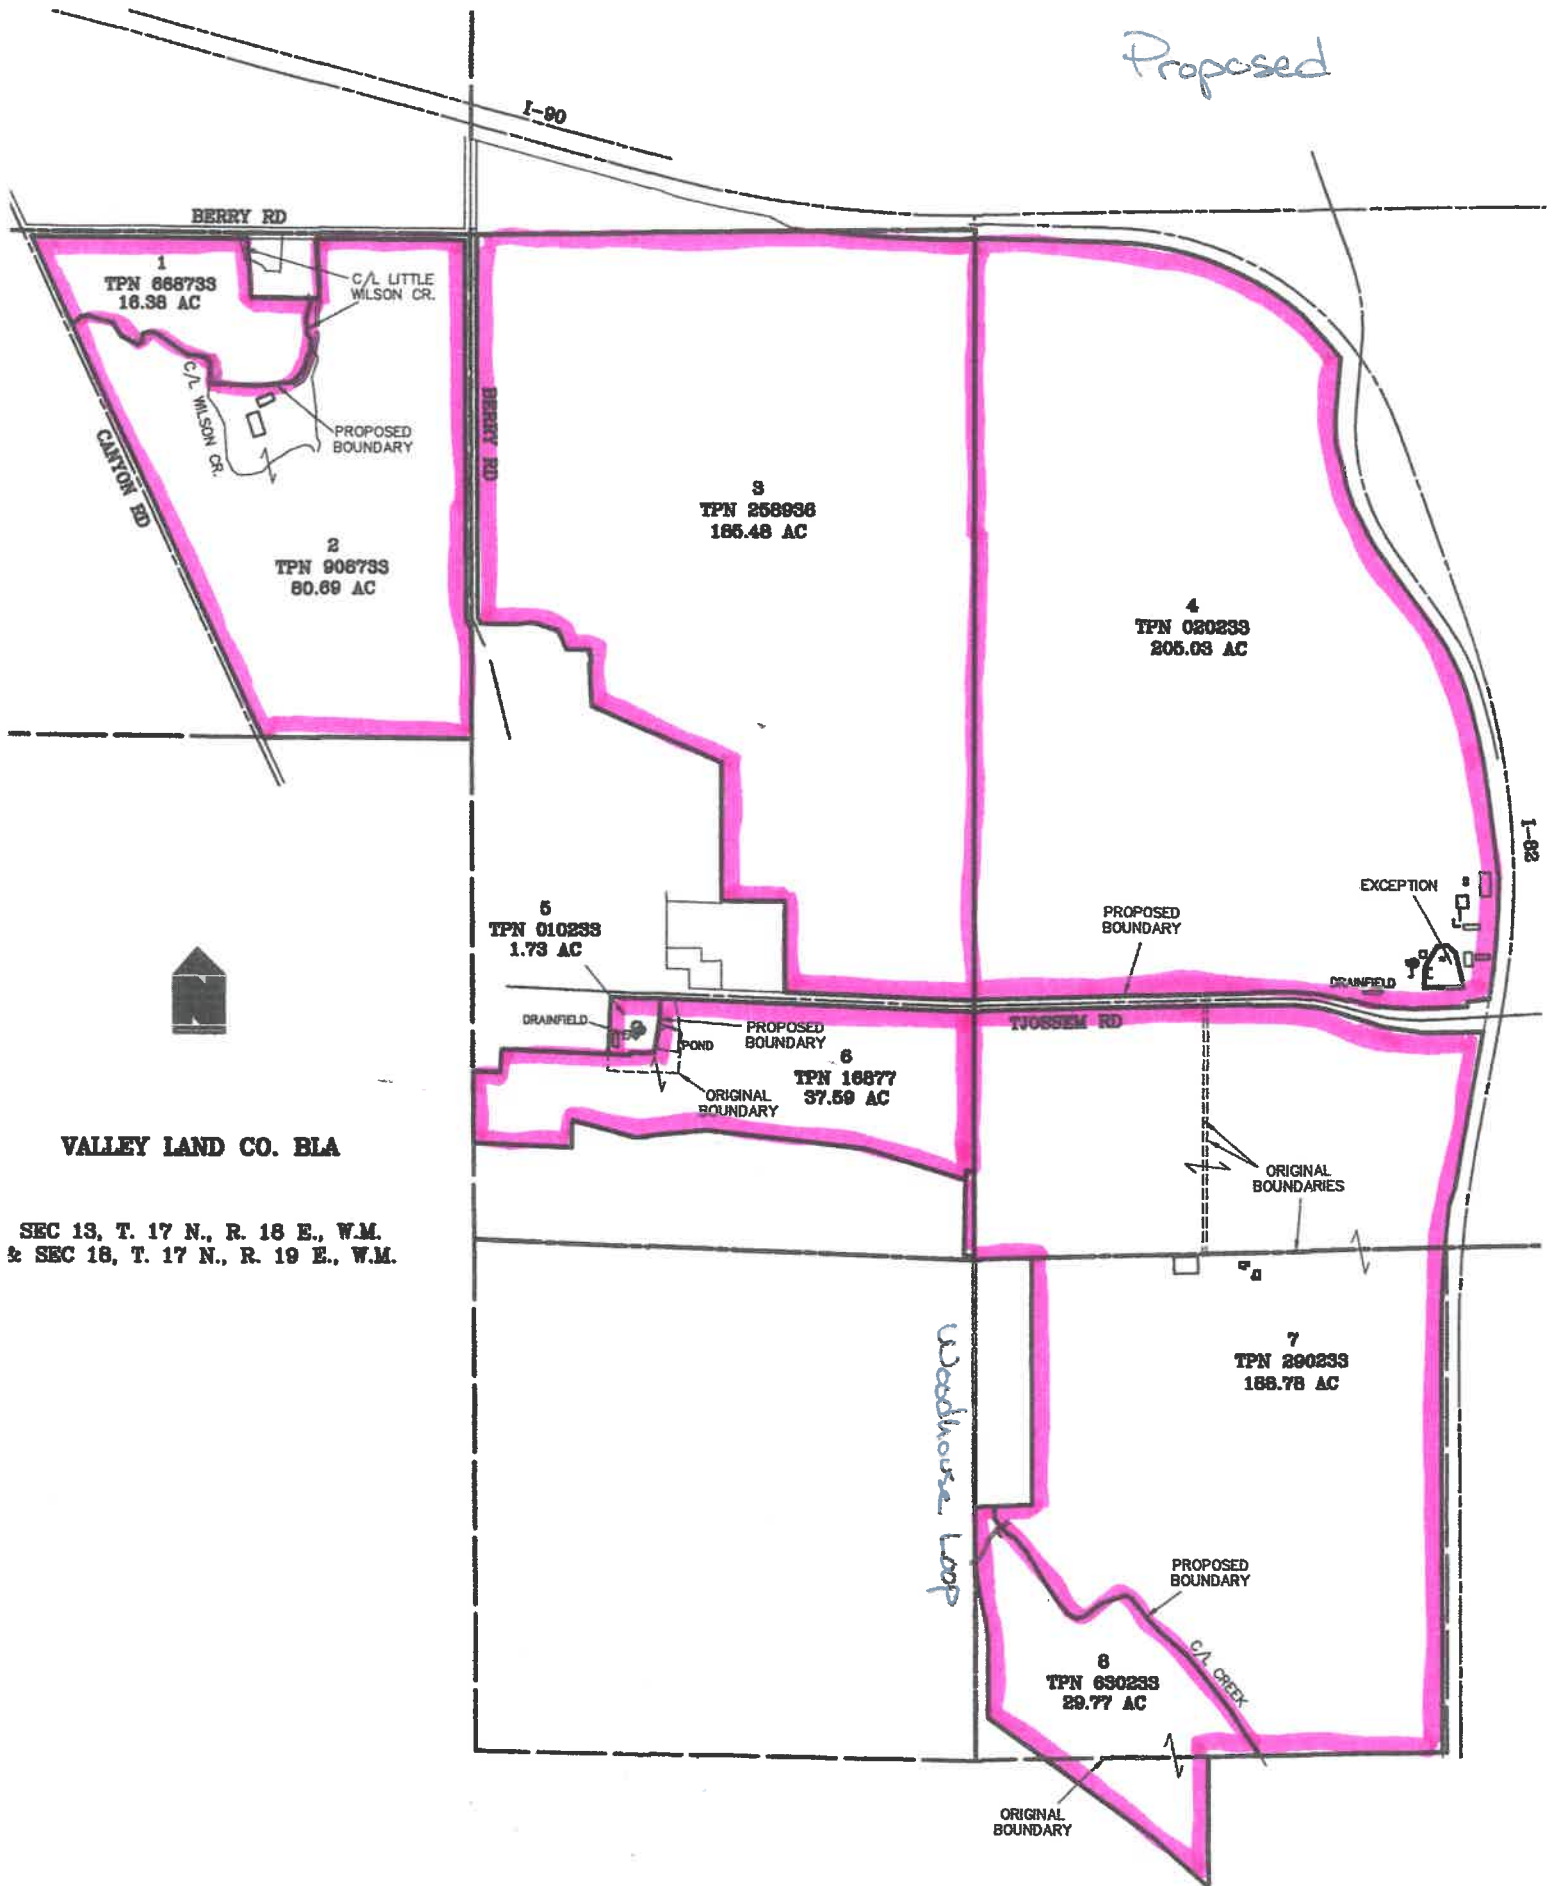 Proposed
I-90
BERRY RD
1
TPN 668733
16.38 AC
C/L LITTLE
WILSON CR.
C/L WILSON CR.
PROPOSED
BOUNDARY
CANYON RD
BERRY RD
2
TPN 908733
80.69 AC
3
TPN 258936
185.48 AC
4
TPN 020233
205.03 AC
I-82
EXCEPTION
PROPOSED
BOUNDARY
DRAINFIELD
5
TPN 010233
1.73 AC
N
DRAINFIELD
PROPOSED
BOUNDARY
POND
TJOSSEM RD
6
TPN 16877
37.59 AC
ORIGINAL
BOUNDARY
VALLEY LAND CO. BLA
ORIGINAL
BOUNDARIES
SEC 13, T. 17 N., R. 18 E., W.M.
& SEC 18, T. 17 N., R. 19 E., W.M.
7
TPN 290233
188.78 AC
Woodhouse Loop
PROPOSED
BOUNDARY
C/L CREEK
8
TPN 630233
29.77 AC
ORIGINAL
BOUNDARY